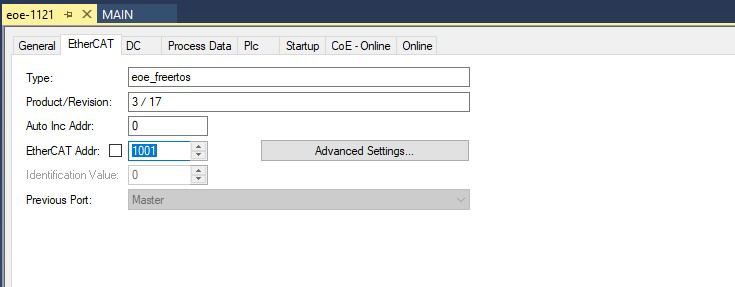 eoe-1121 MAIN
General EtherCAT DC Process Data Plc Startup CoE - Online Online
Type: eoe_freertos
Product/Revision: 3 / 17
Auto Inc Addr: 0
EtherCAT Addr: 1001 Advanced Settings...
Identification Value: 0
Previous Port: Master